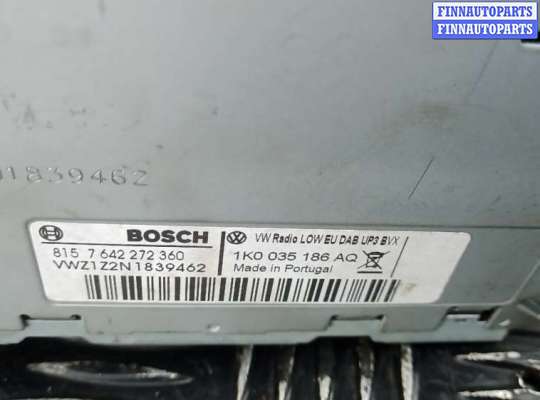 FINNAUTOPARTS
FINNAUTOPARTS
1839462
BOSCH
VW Radio LOW EU DAB UP3 BVX
815 7 642 272 360
1K0 035 186 AQ
VWZ1Z2N1839462
Made in Portugal